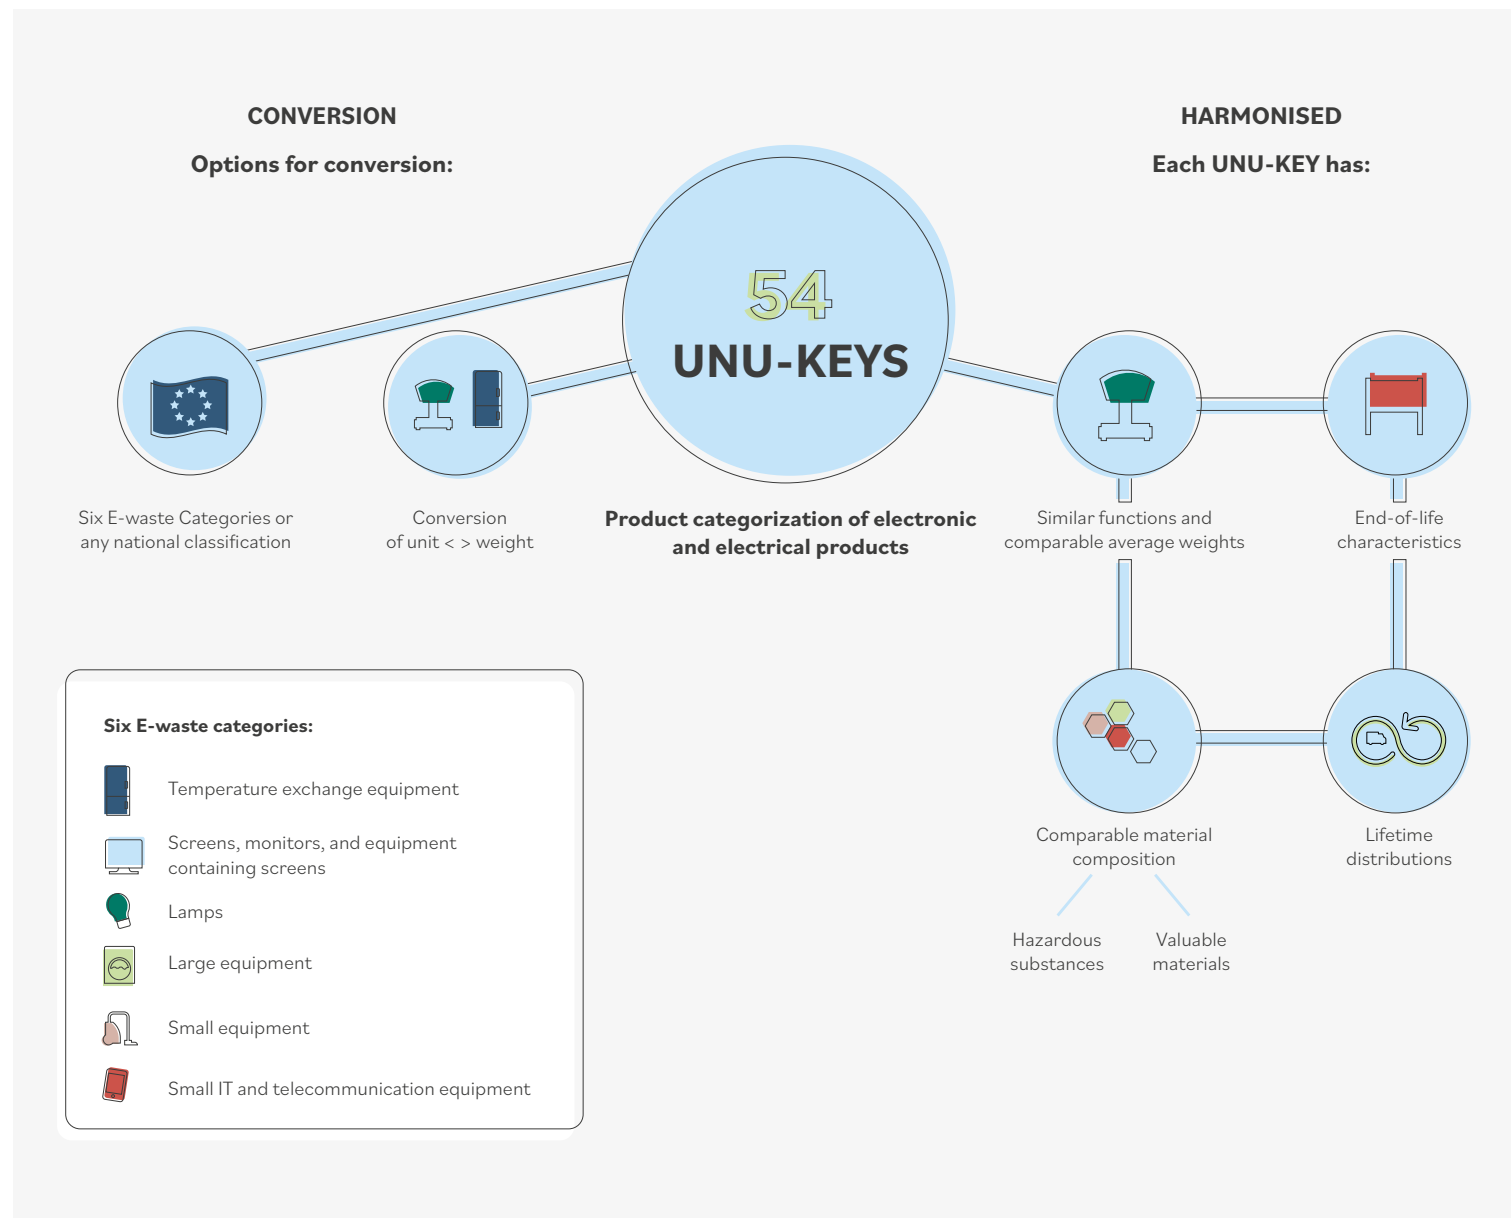 CONVERSION
Options for conversion:
HARMONISED
Each UNU-KEY has:
54
UNU-KEYS
Product categorization of electronic
and electrical products
Six E-waste Categories or
any national classification
Conversion
of unit < > weight
Similar functions and
comparable average weights
End-of-life
characteristics
Comparable material
composition
Lifetime
distributions
Hazardous
substances
Valuable
materials
Six E-waste categories:
Temperature exchange equipment
Screens, monitors, and equipment
containing screens
Lamps
Large equipment
Small equipment
Small IT and telecommunication equipment